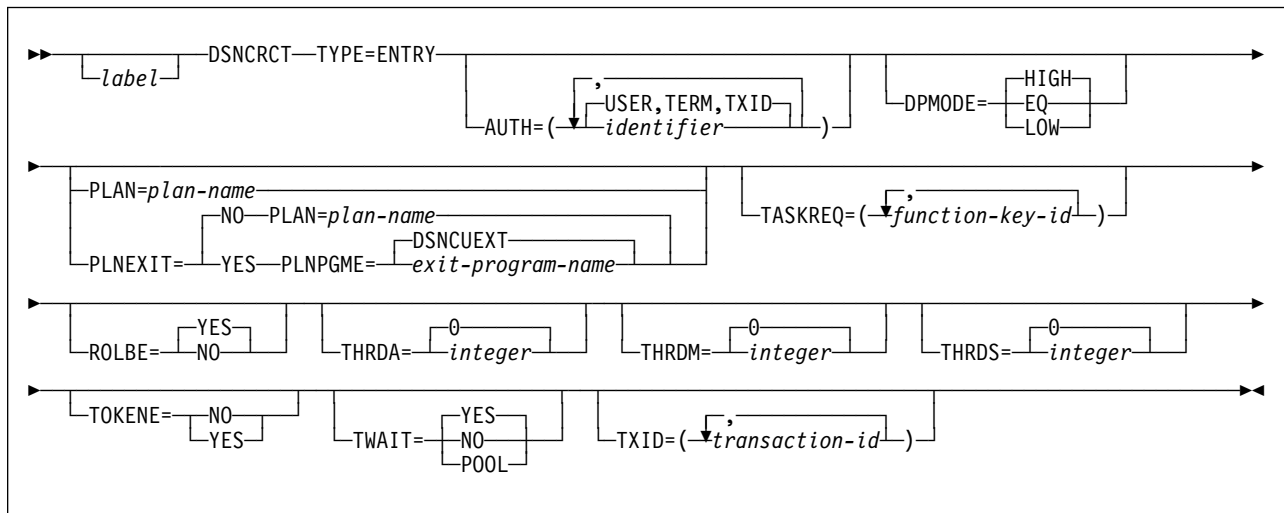 DSNCRCT TYPE=ENTRY
label
, HIGH
USER,TERM,TXID DPMODE= EQ
AUTH=( identifier ) LOW
PLAN=plan-name ,
NO PLAN=plan-name TASKREQ=( function-key-id )
DSNCUEXT
PLNEXIT= YES PLNPGME= exit-program-name
YES 0 0 0
ROLBE= NO THRDA= integer THRDM= integer THRDS= integer
TOKENE= NO YES ,
YES TWAIT= NO TXID=( transaction-id )
POOL